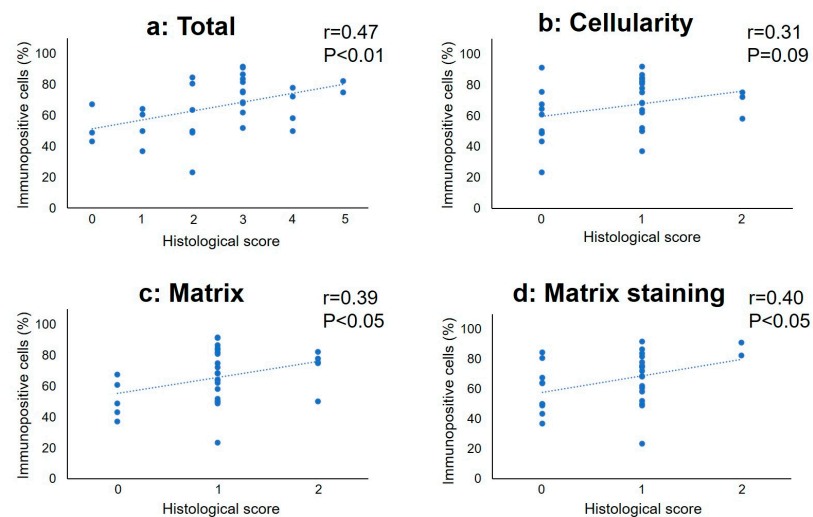 a: Total
r=0.47
P<0.01
Immunopositive cells (%)
100
80
60
40
20
0
0 1 2 3 4 5
Histological score
b: Cellularity
r=0.31
P=0.09
Immunopositive cells (%)
100
80
60
40
20
0
0 1 2
Histological score
c: Matrix
r=0.39
P<0.05
Immunopositive cells (%)
100
80
60
40
20
0
0 1 2
Histological score
d: Matrix staining
r=0.40
P<0.05
Immunopositive cells (%)
100
80
60
40
20
0
0 1 2
Histological score